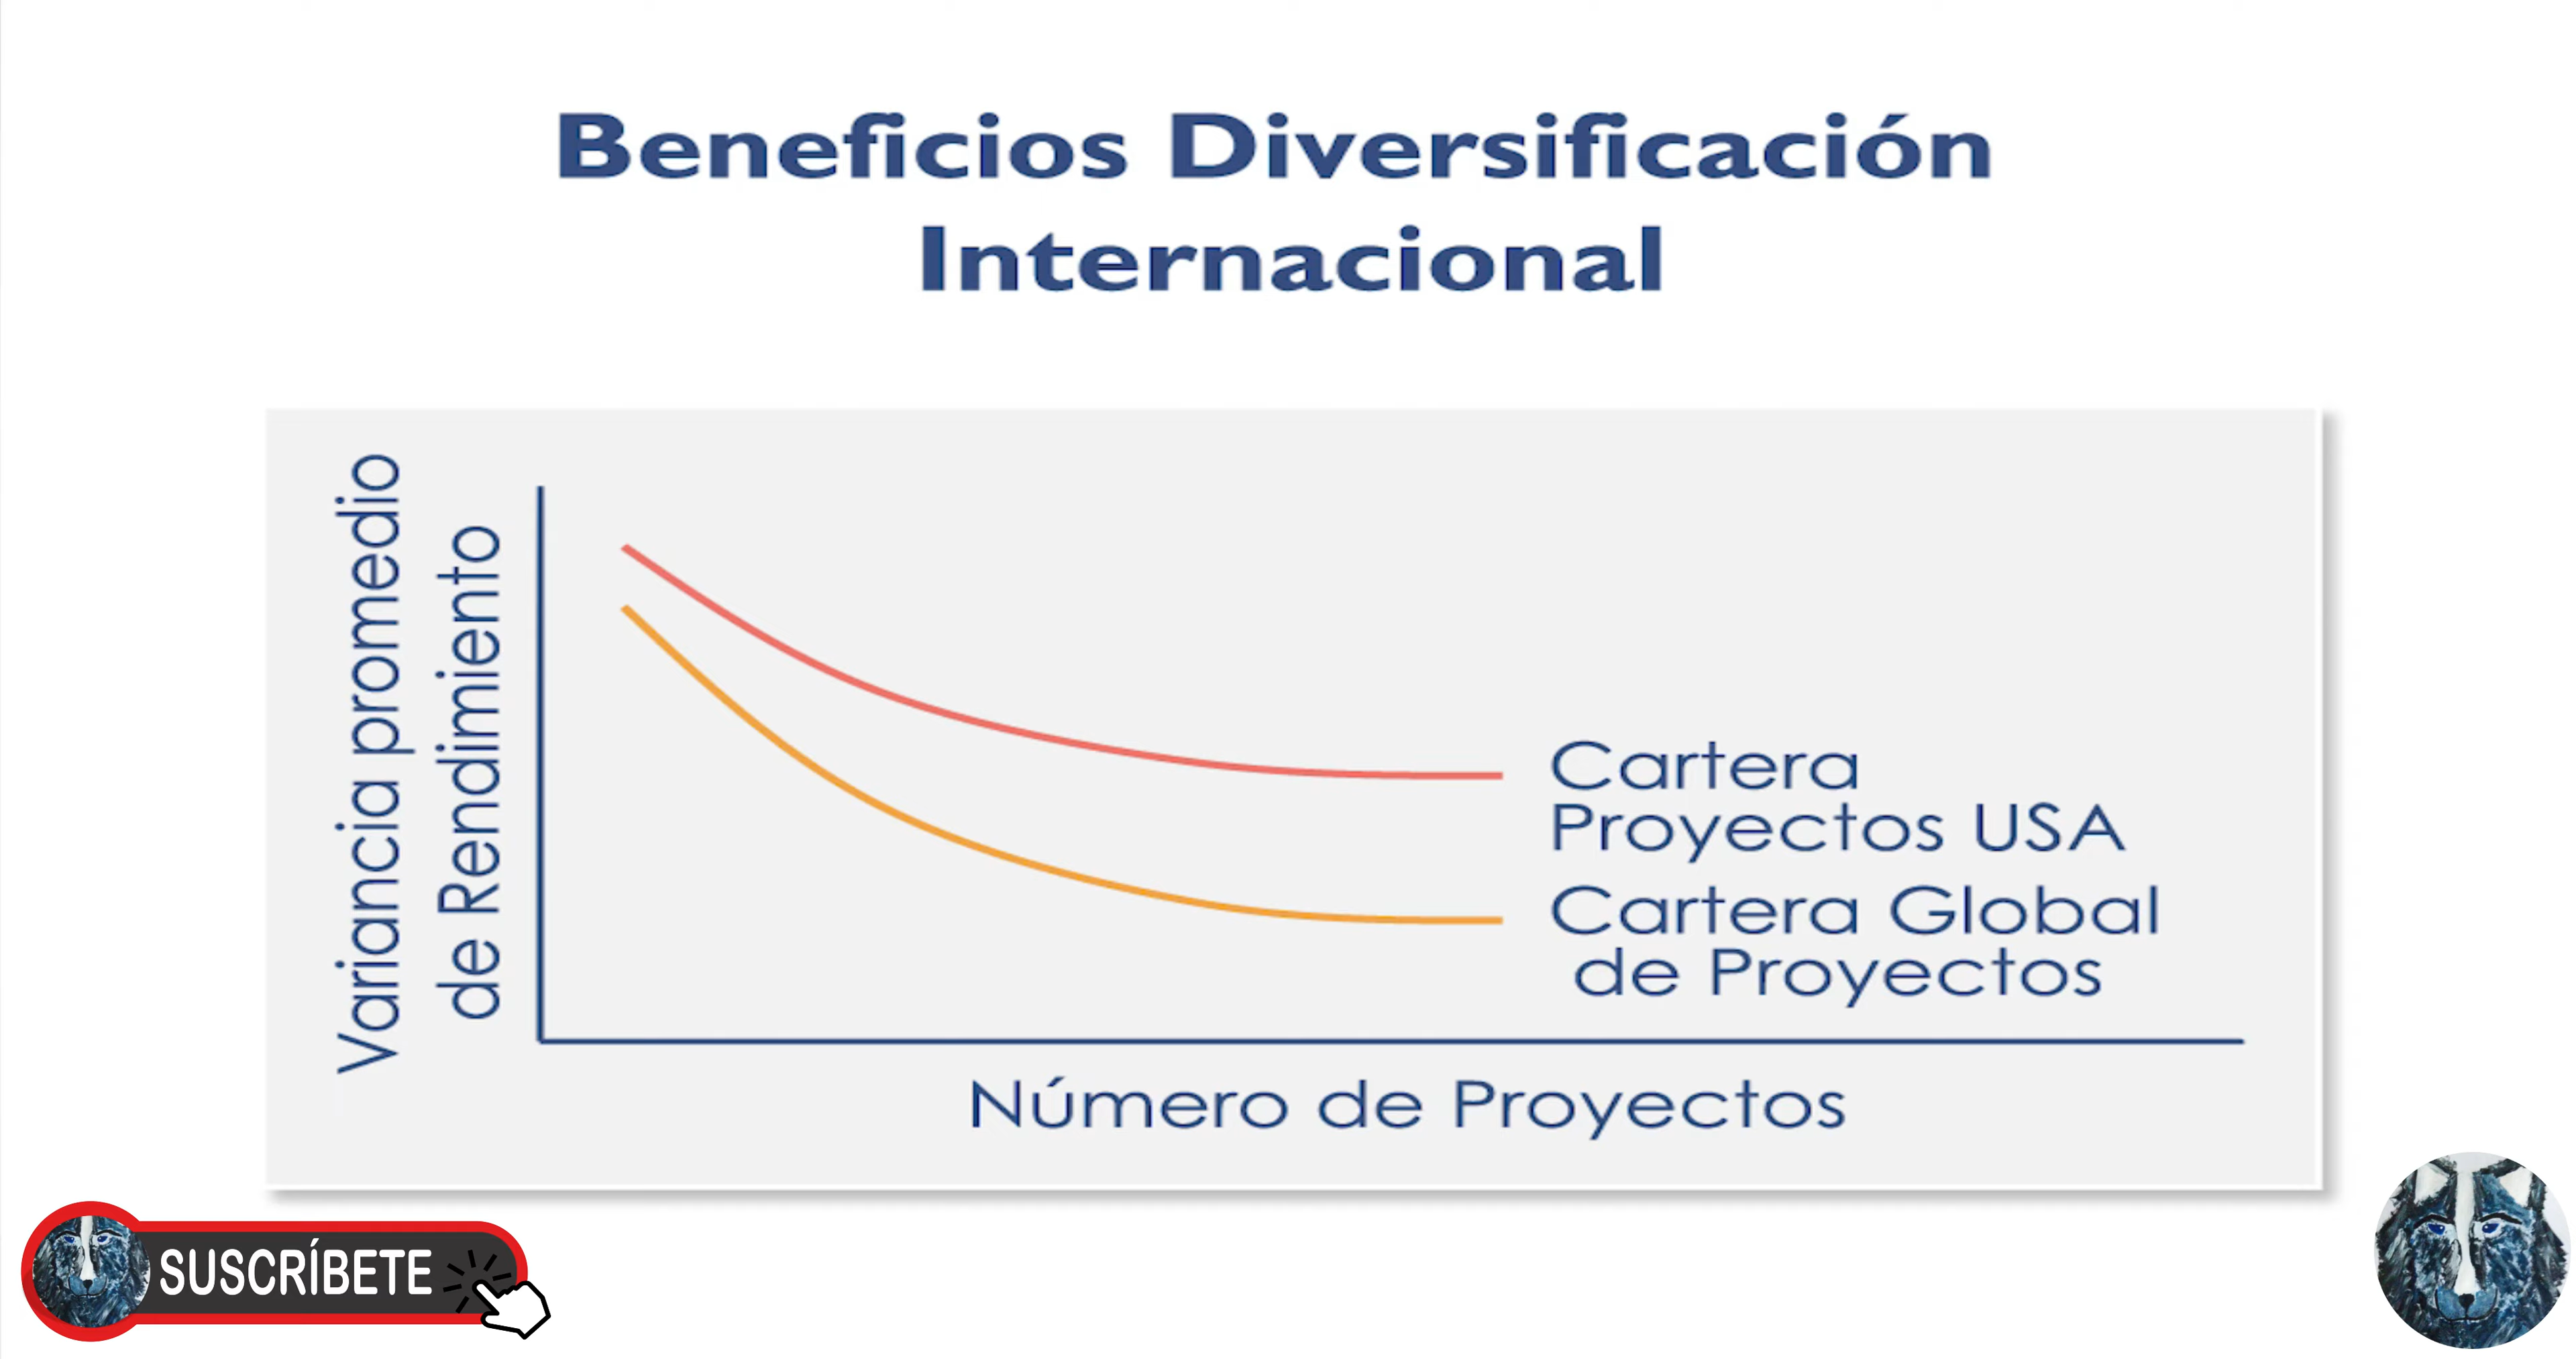 Beneficios Diversificación
Internacional
Variancia promedio
de Rendimiento
Cartera
Proyectos USA
Cartera Global
de Proyectos
Número de Proyectos
SUSCRÍBETE